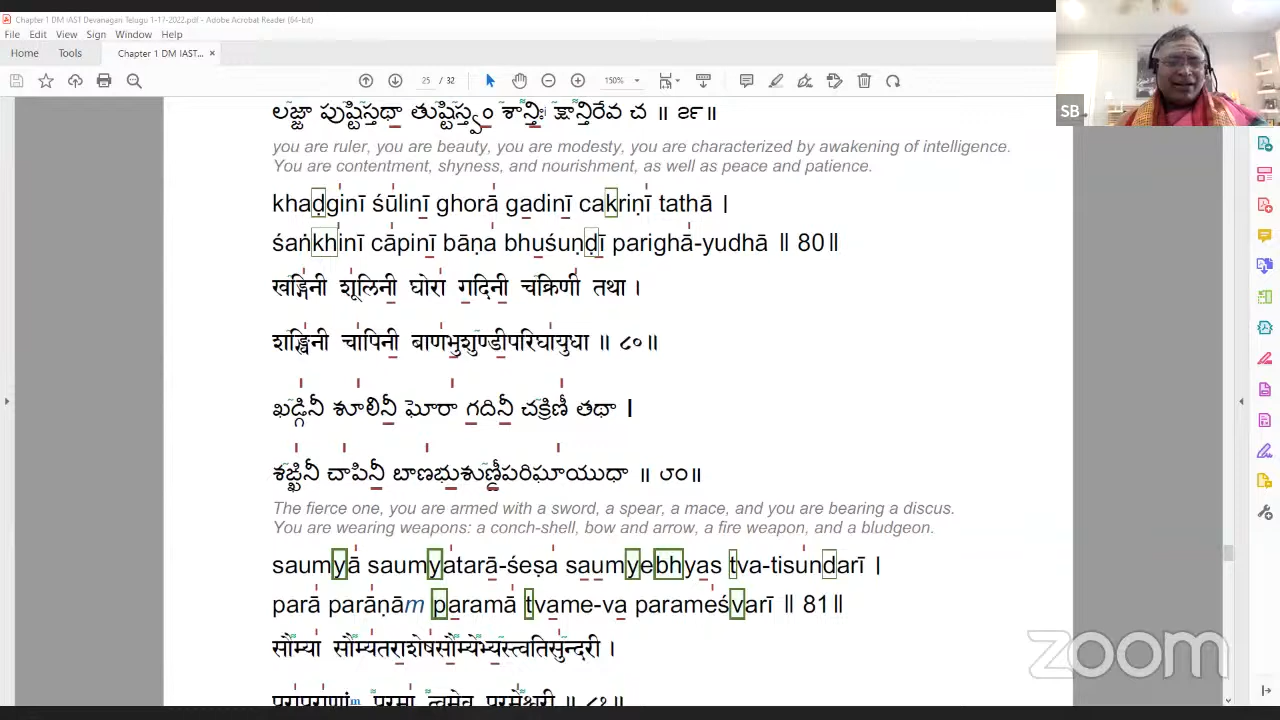 Chapter 1 DM IAST Devanagari Telugu 1-17-2022.pdf - Adobe Acrobat Reader (64-bit)
File Edit View Sign Window Help
Home Tools Chapter 1 DM IAST... ×
25 / 32 150%
SB
లజ్జా పుష్టిస్తథా తుష్టిస్త్వం శాన్తిః క్షాన్తిరేవ చ ॥ ౭౯॥
you are ruler, you are beauty, you are modesty, you are characterized by awakening of intelligence.
You are contentment, shyness, and nourishment, as well as peace and patience.
khaḍginī śūlinī ghorā gadinī cakriṇī tathā |
śaṅkhinī cāpinī bāṇa bhuśuṇḍī parighā-yudhā ‖ 80‖
खड्गिनी शूलिनी घोरा गदिनी चक्रिणी तथा ।
शङ्खिनी चापिनी बाणभुशुण्डीपरिघायुधा ॥ ८०॥
ఖడ్గినీ శూలినీ ఘోరా గదినీ చక్రిణీ తథా |
శఙ్ఖినీ చాపినీ బాణభుశుణ్డీపరిఘాయుధా ॥ ౮౦॥
The fierce one, you are armed with a sword, a spear, a mace, and you are bearing a discus.
You are wearing weapons: a conch-shell, bow and arrow, a fire weapon, and a bludgeon.
saumyā saumyatarā-śeṣa saumyebhyas tva-tisundarī |
parā parāṇām paramā tvame-va parameśvarī ‖ 81‖
सौम्या सौम्यतराशेषसौम्येभ्यस्त्वतिसुन्दरी ।
परापराणांm परमा त्वमेव परमेश्वरी ॥ ८१॥
zoom